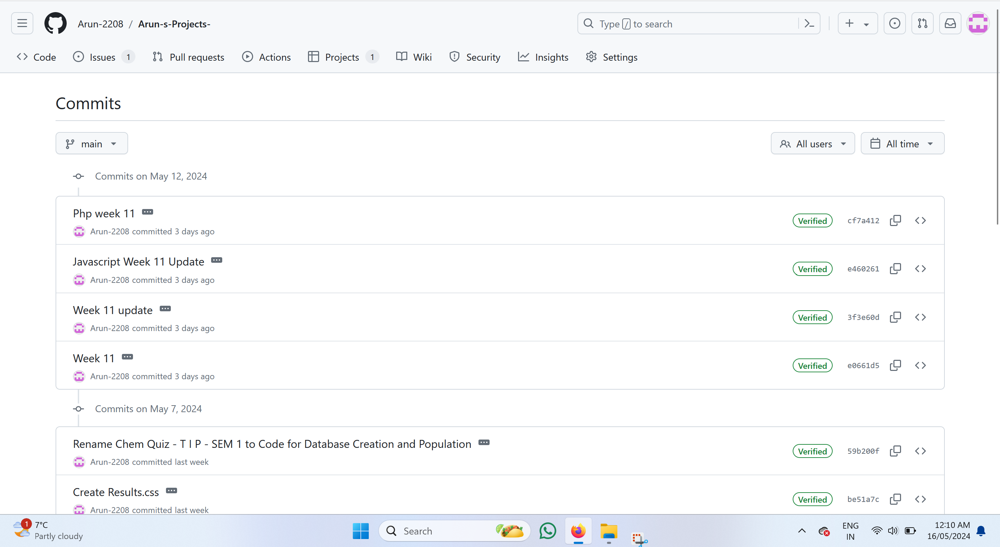 Arun-2208 / Arun-s-Projects-
Type / to search
Code
Issues 1
Pull requests
Actions
Projects 1
Wiki
Security
Insights
Settings
Commits
main
All users
All time
Commits on May 12, 2024
Php week 11
Arun-2208 committed 3 days ago
Verified
cf7a412
Javascript Week 11 Update
Arun-2208 committed 3 days ago
Verified
e460261
Week 11 update
Arun-2208 committed 3 days ago
Verified
3f3e60d
Week 11
Arun-2208 committed 3 days ago
Verified
e0661d5
Commits on May 7, 2024
Rename Chem Quiz - T I P - SEM 1 to Code for Database Creation and Population
Arun-2208 committed last week
Verified
59b200f
Create Results.css
Arun-2208 committed last week
Verified
be51a7c
1
7°C
Partly cloudy
Search
ENG
IN
12:10 AM
16/05/2024